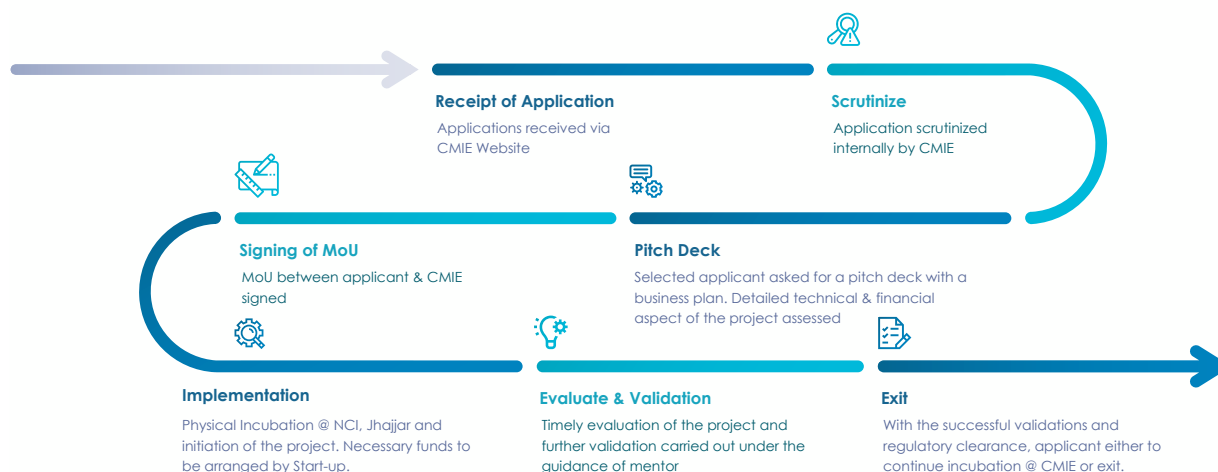 Receipt of Application
Applications received via
CMIE Website
Scrutinize
Application scrutinized
internally by CMIE
Pitch Deck
Selected applicant asked for a pitch deck with a
business plan. Detailed technical & financial
aspect of the project assessed
Signing of MoU
MoU between applicant & CMIE
signed
Implementation
Physical Incubation @ NCI, Jhajjar and
initiation of the project. Necessary funds to
be arranged by Start-up.
Evaluate & Validation
Timely evaluation of the project and
further validation carried out under the
guidance of mentor
Exit
With the successful validations and
regulatory clearance, applicant either to
continue incubation @ CMIE or exit.